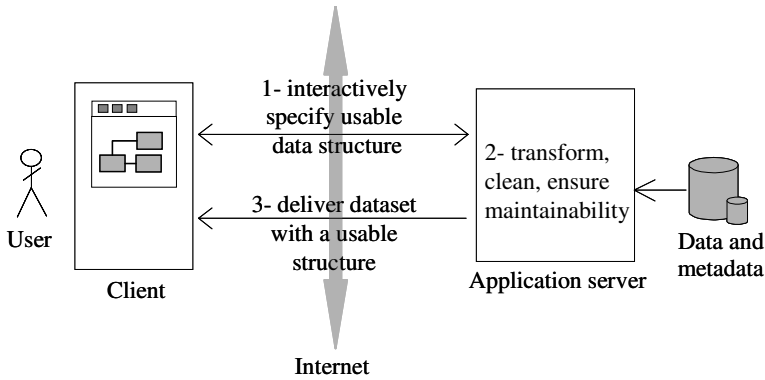 1- interactively
specify usable
data structure
2- transform,
clean, ensure
maintainability
3- deliver dataset
with a usable
structure
User
Client
Application server
Data and
metadata
Internet